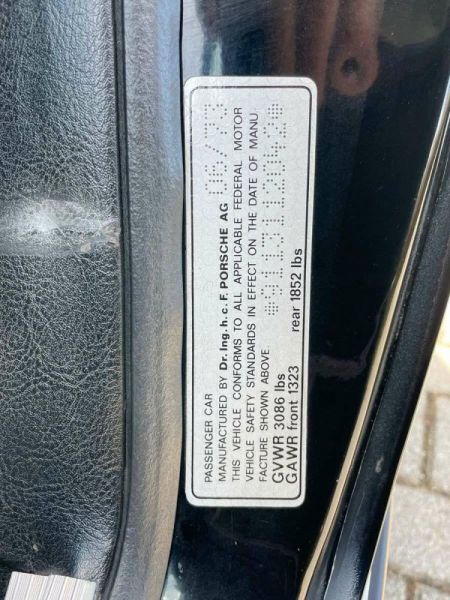 PASSENGER CAR
MANUFACTURED BY Dr. Ing. h. c. F. PORSCHE AG 06/73
THIS VEHICLE CONFORMS TO ALL APPLICABLE FEDERAL MOTOR
VEHICLE SAFETY STANDARDS IN EFFECT ON THE DATE OF MANU
FACTURE SHOWN ABOVE *9113112042*
GVWR 3086 lbs
GAWR front 1323 rear 1852 lbs